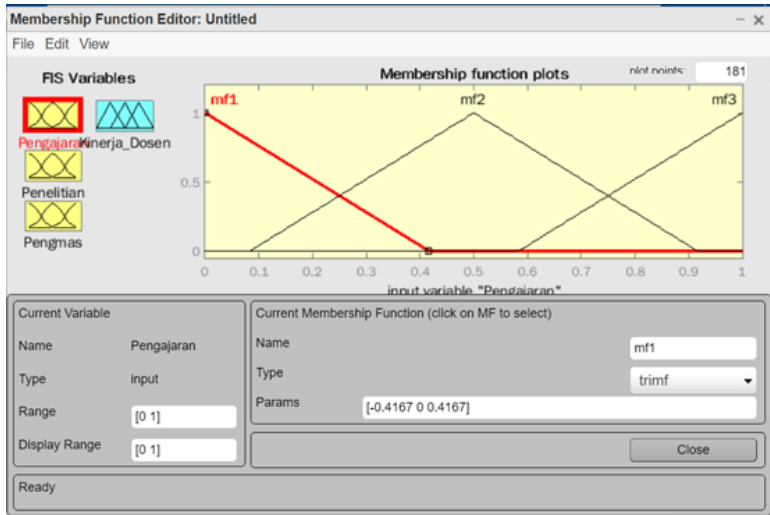 Membership Function Editor: Untitled
File Edit View
FIS Variables
Membership function plots
plot points: 181
mf1 mf2 mf3
Pengajaran
Kinerja_Dosen
Penelitian
Pengmas
1
0.5
0
0 0.1 0.2 0.3 0.4 0.5 0.6 0.7 0.8 0.9 1
input variable "Pengajaran"
Current Variable
Name Pengajaran
Type input
Range [0 1]
Display Range [0 1]
Current Membership Function (click on MF to select)
Name mf1
Type trimf
Params [-0.4167 0 0.4167]
Close
Ready